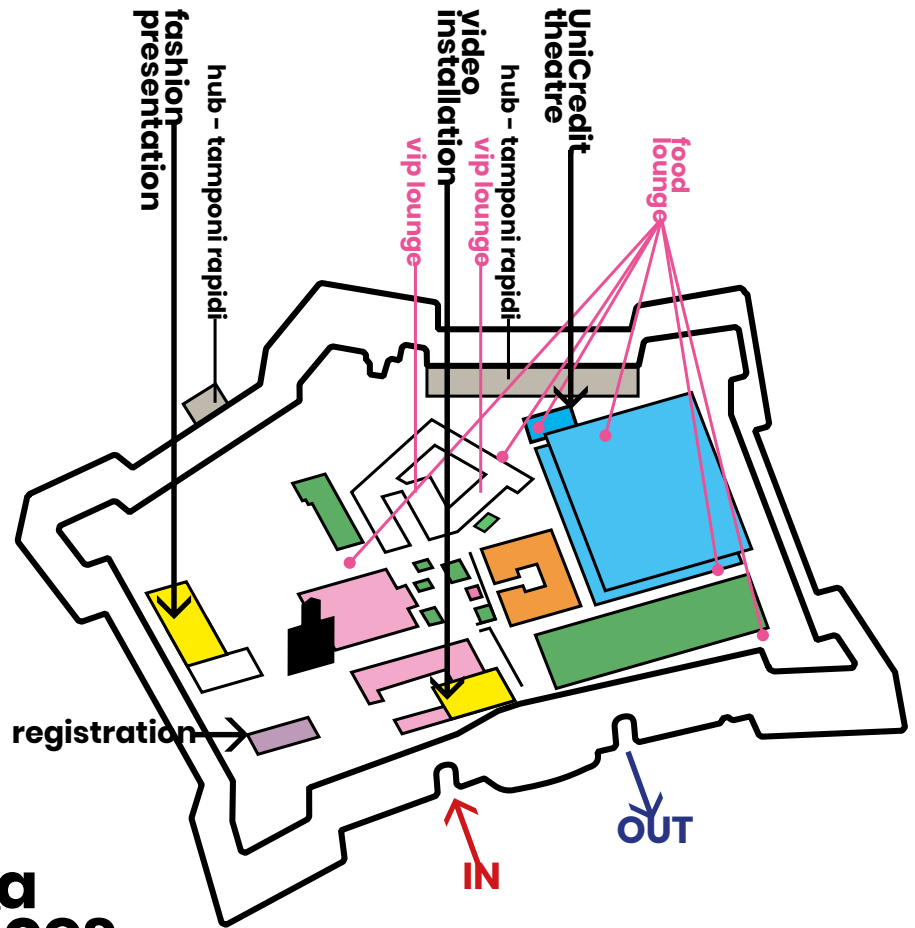 fashion
presentation
hub – tamponi rapidi
video
installation
vip lounge
vip lounge
hub – tamponi rapidi
UniCredit
theatre
food
lounge
registration
IN
OUT